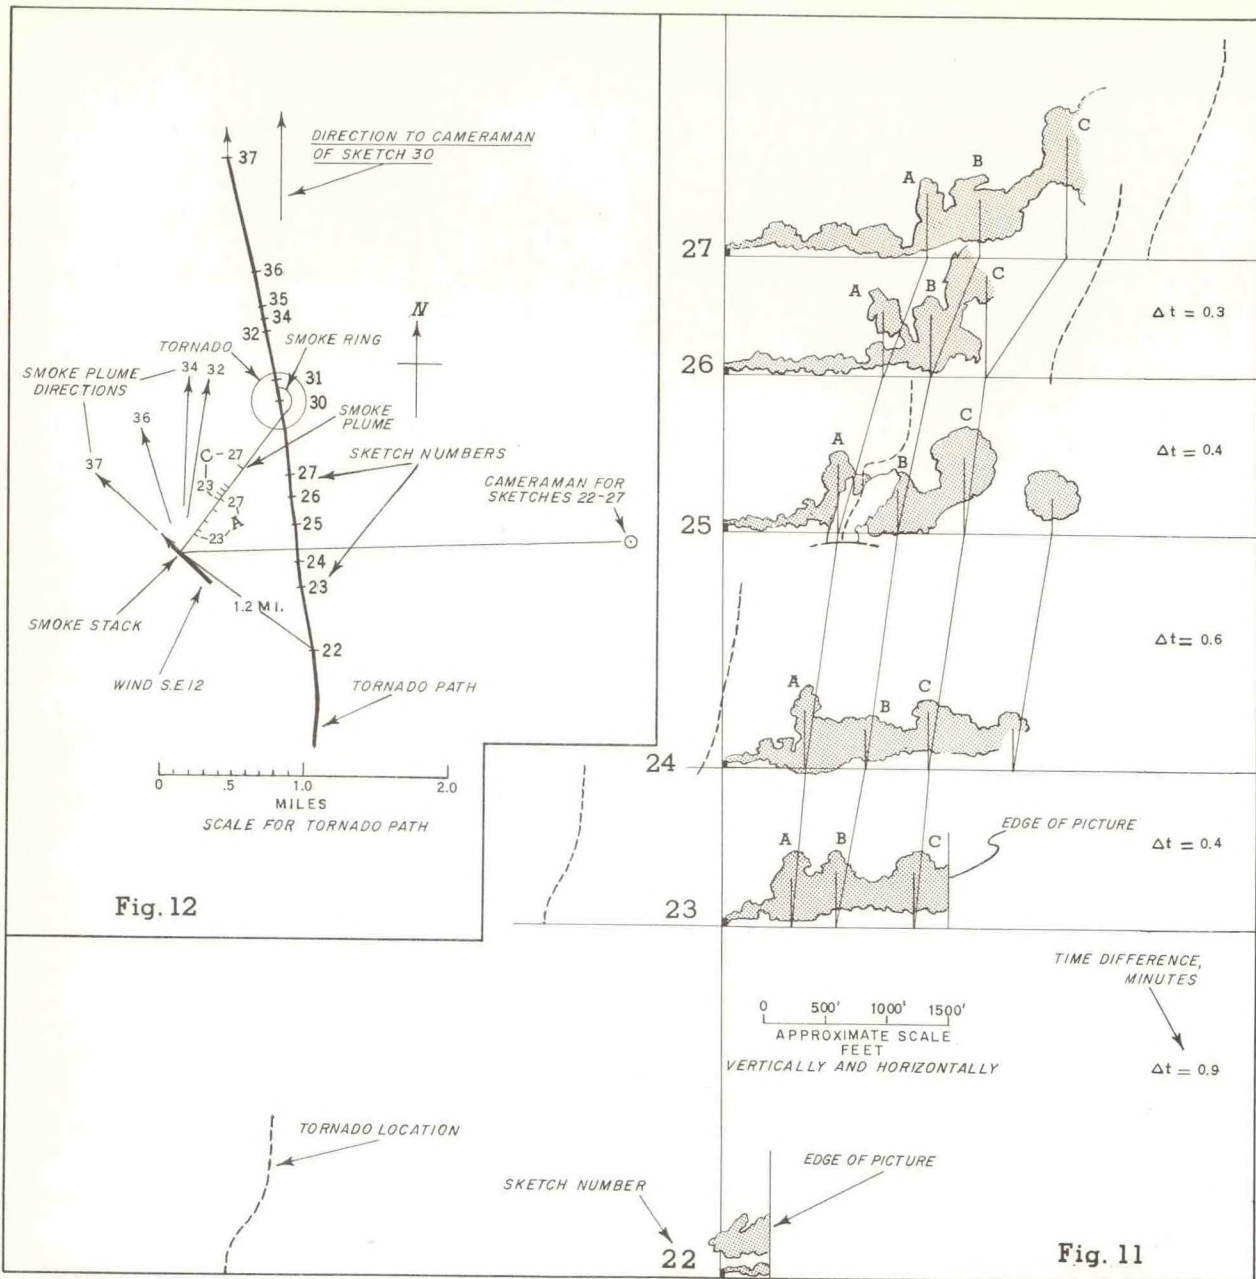 37
DIRECTION TO CAMERAMAN
OF SKETCH 30
36
35
34
32
N
TORNADO
SMOKE RING
34
32
31
30
SMOKE PLUME
DIRECTIONS
36
37
SMOKE
PLUME
C-27
23
27
A
23
SKETCH NUMBERS
27
26
25
24
23
22
CAMERAMAN FOR
SKETCHES 22-27
1.2 MI.
SMOKE STACK
WIND S.E. 12
TORNADO PATH
0 .5 1.0 2.0
MILES
SCALE FOR TORNADO PATH
Fig. 12
C
B
A
27
A
B
C
Δt = 0.3
26
A
B
C
Δt = 0.4
25
Δt = 0.6
A
B
C
24
A
B
C
EDGE OF PICTURE
Δt = 0.4
23
TIME DIFFERENCE,
MINUTES
0 500' 1000' 1500'
APPROXIMATE SCALE
FEET
VERTICALLY AND HORIZONTALLY
Δt = 0.9
TORNADO LOCATION
SKETCH NUMBER
EDGE OF PICTURE
22
Fig. 11